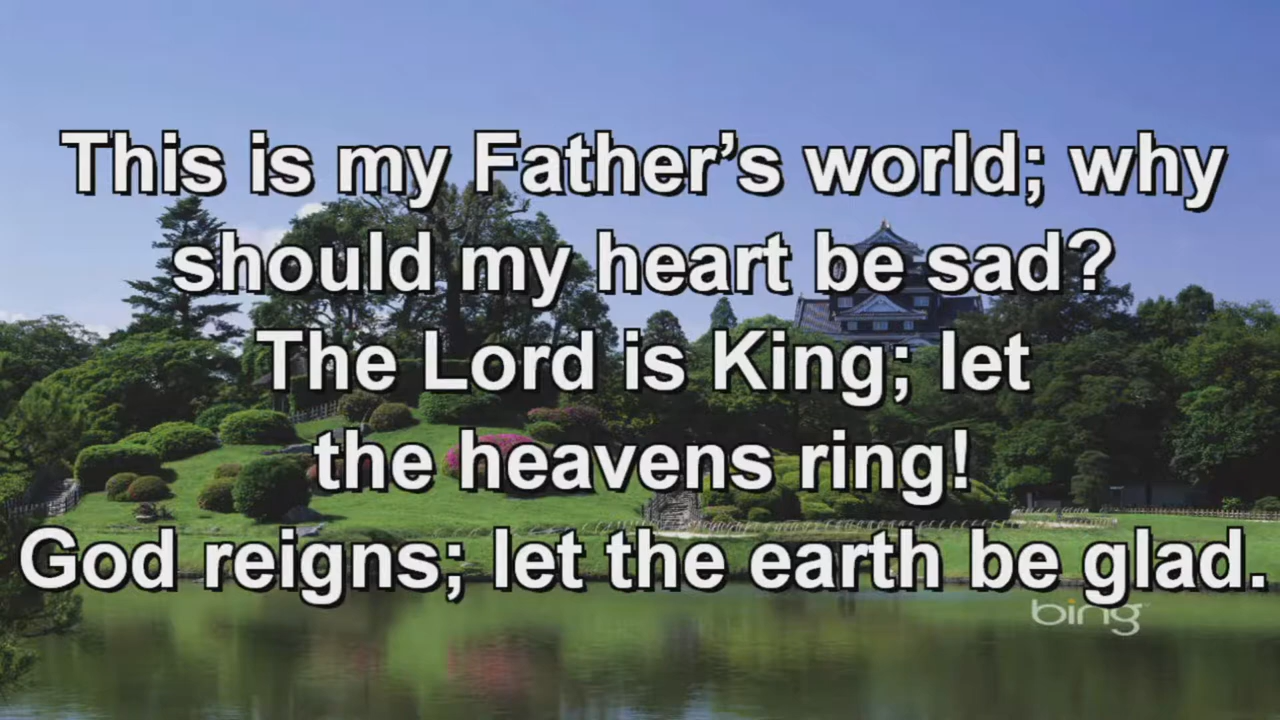 This is my Father’s world; why
should my heart be sad?
The Lord is King; let
the heavens ring!
God reigns; let the earth be glad.
bing